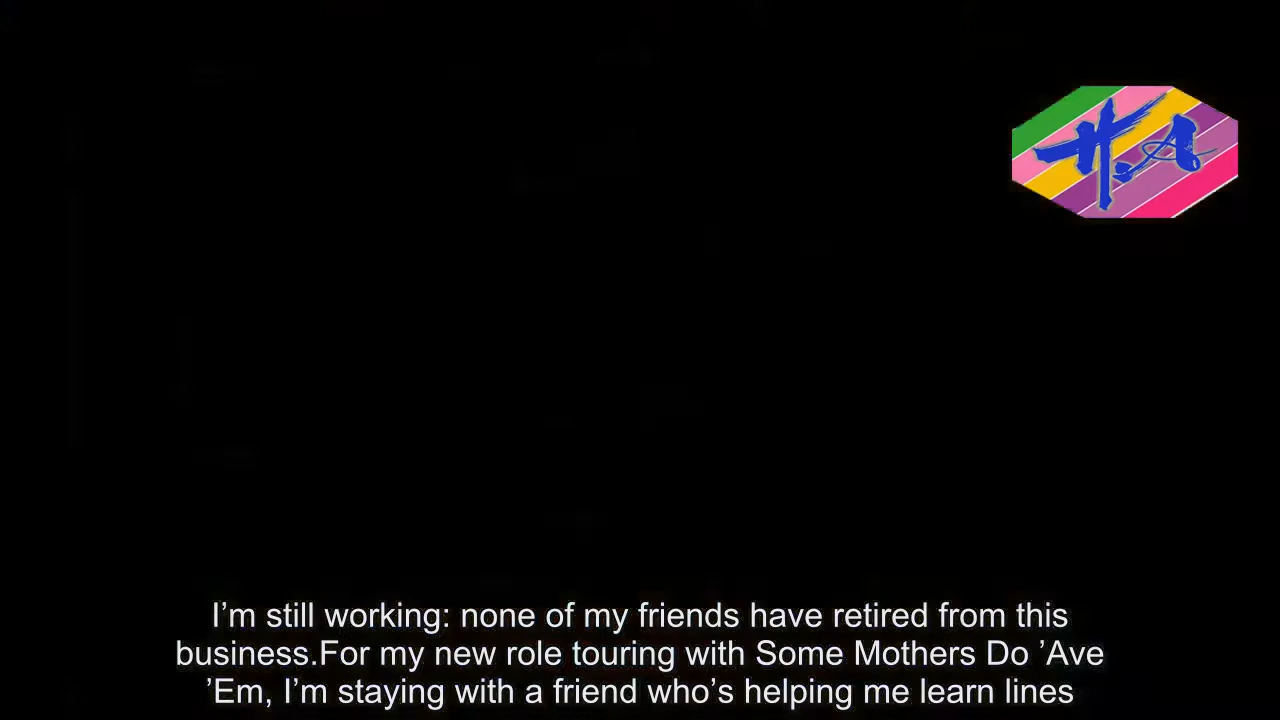 H.A
I’m still working: none of my friends have retired from this
business.For my new role touring with Some Mothers Do ’Ave
’Em, I’m staying with a friend who’s helping me learn lines